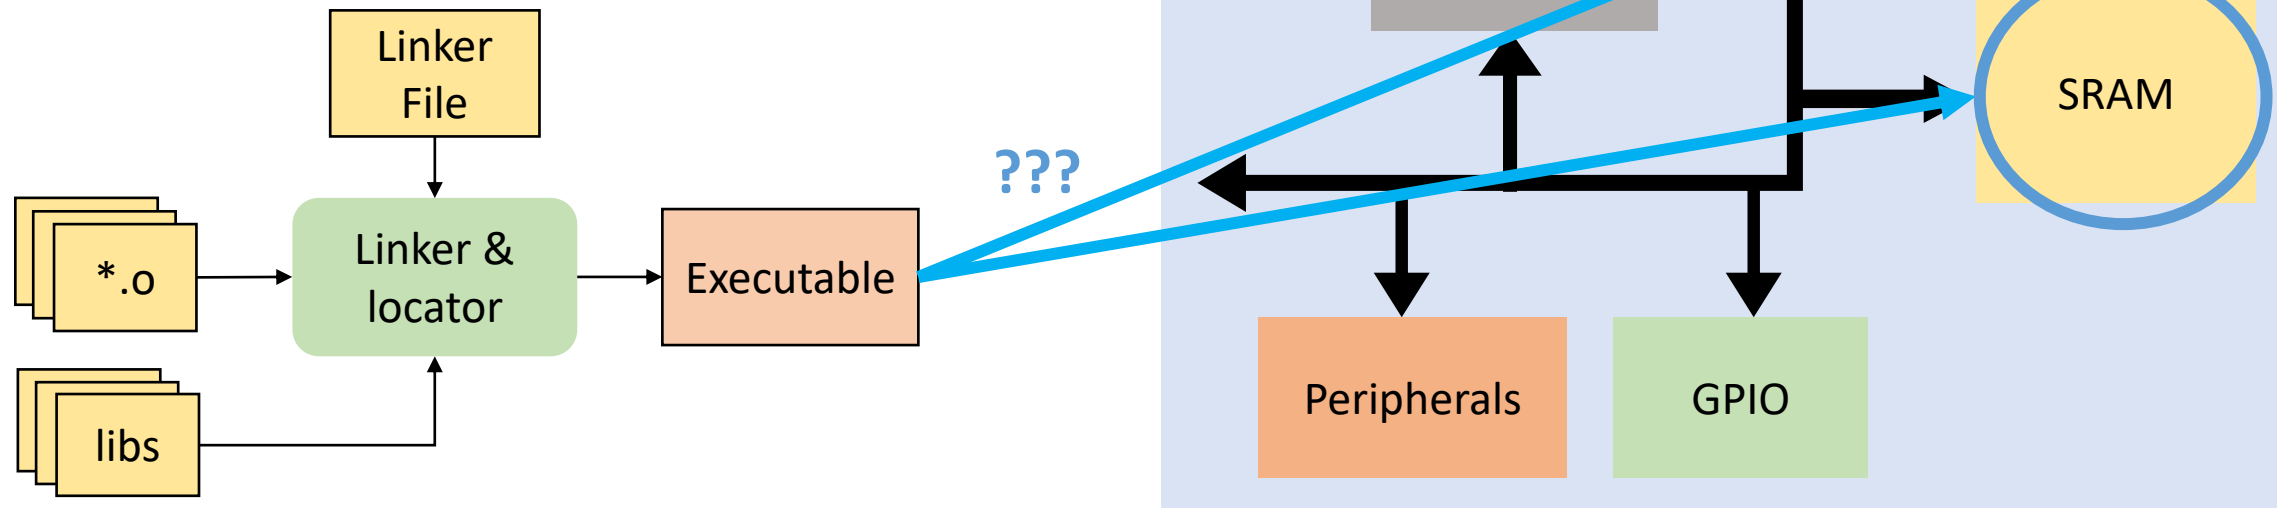 Linker
File
SRAM
???
Linker &
locator
*.o
Executable
Peripherals
GPIO
libs